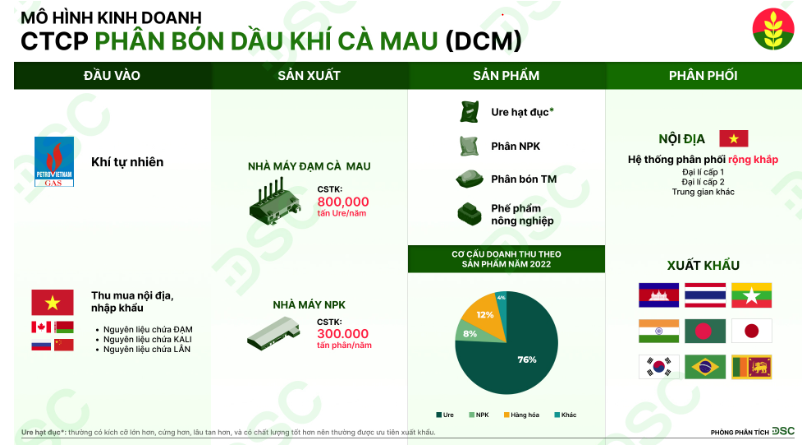 MÔ HÌNH KINH DOANH
CTCP PHÂN BÓN DẦU KHÍ CÀ MAU (DCM)
ĐẦU VÀO
SẢN XUẤT
SẢN PHẨM
PHÂN PHỐI
PETROVIETNAM
GAS
Khí tự nhiên
Thu mua nội địa,
nhập khẩu
• Nguyên liệu chứa ĐẠM
• Nguyên liệu chứa KALI
• Nguyên liệu chứa LÂN
NHÀ MÁY ĐẠM CÀ MAU
CSTK:
800,000
tấn Ure/năm
NHÀ MÁY NPK
CSTK:
300.000
tấn phân/năm
Ure hạt đục*
Phân NPK
Phân bón TM
Phế phẩm
nông nghiệp
CƠ CẤU DOANH THU THEO
SẢN PHẨM NĂM 2022
4%
12%
8%
76%
Ure NPK Hàng hóa Khác
NỘI ĐỊA
Hệ thống phân phối rộng khắp
Đại lí cấp 1
Đại lí cấp 2
Trung gian khác
XUẤT KHẨU
Ure hạt đục*: thường có kích cỡ lớn hơn, cứng hơn, lâu tan hơn, và có chất lượng tốt hơn nên thường được ưu tiên xuất khẩu.
PHÒNG PHÂN TÍCH DSC